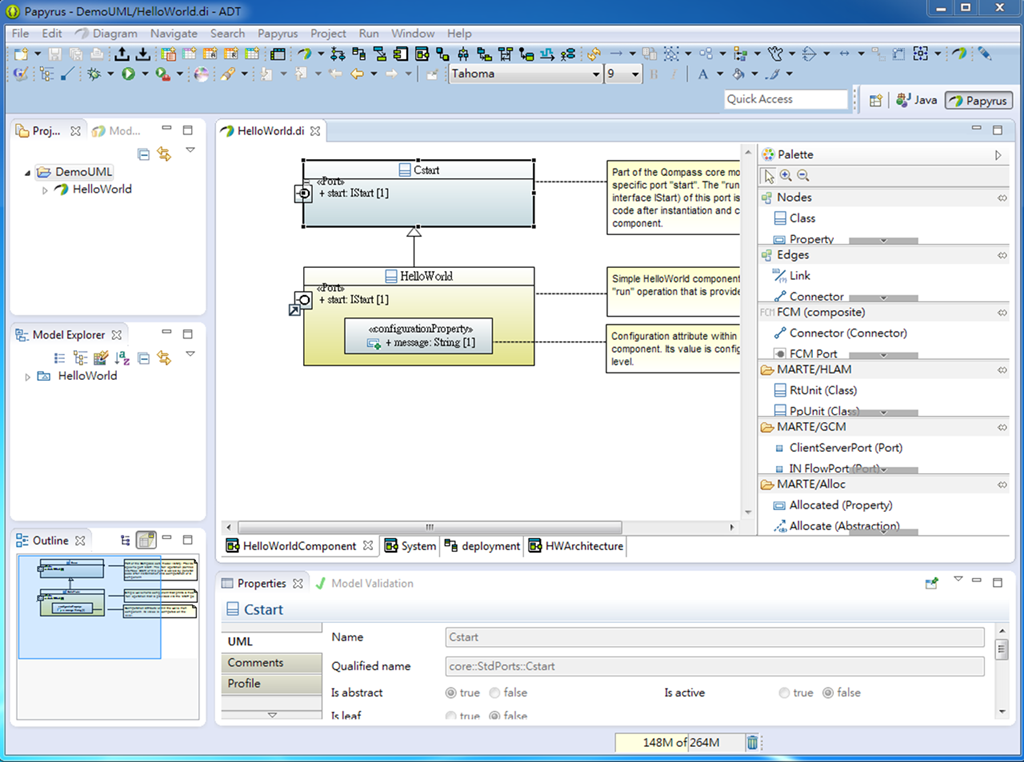 Papyrus - DemoUML/HelloWorld.di - ADT
File Edit Diagram Navigate Search Papyrus Project Run Window Help
Tahoma 9
Quick Access Java Papyrus
Proj... Mod...
DemoUML
HelloWorld
Model Explorer
HelloWorld
Outline
HelloWorld.di
Cstart
«Port»
+ start: IStart [1]
Part of the Qompass core mo
specific port "start". The "run
interface IStart) of this port is
code after instantiation and c
component.
HelloWorld
«Port»
+ start: IStart [1]
«configurationProperty»
+ message: String [1]
Simple HelloWorld component
"run" operation that is provide
Configuration attribute within
component. Its value is config
level.
Palette
Nodes
Class
Property
Edges
Link
Connector
FCM (composite)
Connector (Connector)
FCM Port
MARTE/HLAM
RtUnit (Class)
PpUnit (Class)
MARTE/GCM
ClientServerPort (Port)
IN FlowPort (Port)
MARTE/Alloc
Allocated (Property)
Allocate (Abstraction)
HelloWorldComponent System deployment HWArchitecture
Properties Model Validation
Cstart
UML
Comments
Profile
Name Cstart
Qualified name core::StdPorts::Cstart
Is abstract true false Is active true false
Is leaf true false
148M of 264M